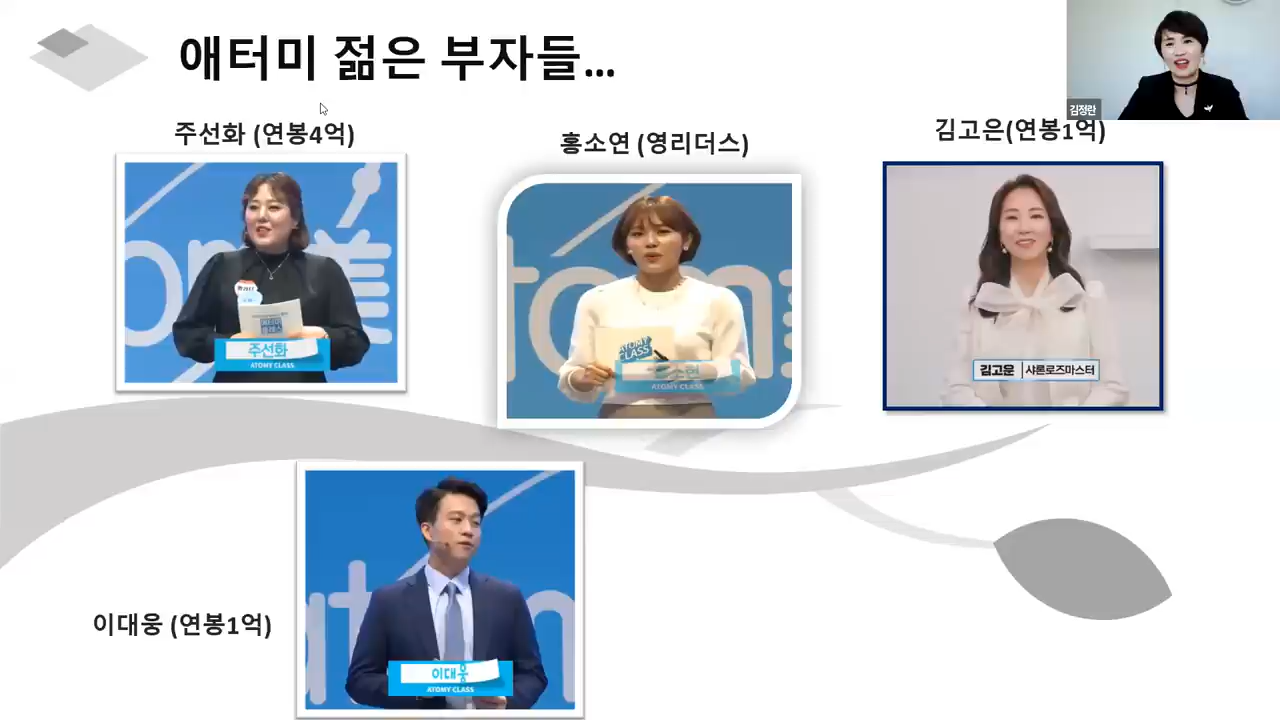 애터미 젊은 부자들...
김정란
주선화 (연봉4억)
홍소연 (영리더스)
김고은(연봉1억)
주선화
ATOMY CLASS
ATOMY
CLASS
ATOMY CLASS
김고운 샤론로즈마스터
이대웅 (연봉1억)
이대웅
ATOMY CLASS